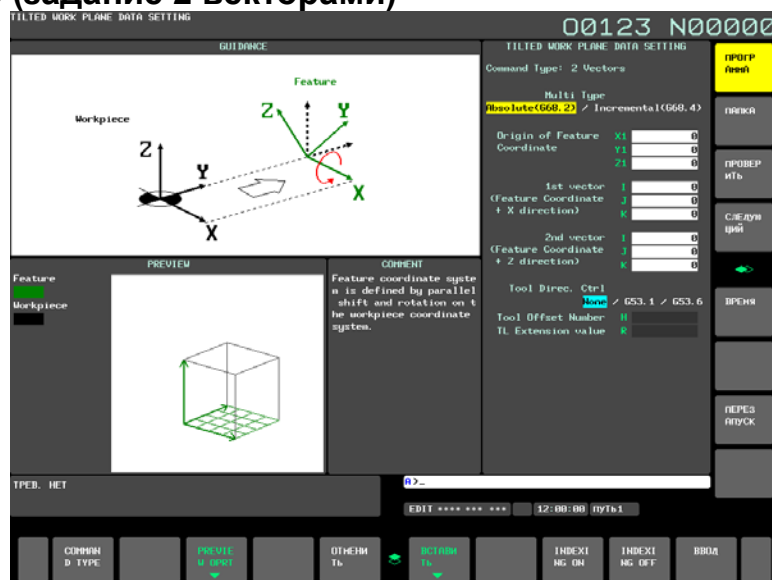 (задание 2 векторами)
TILTED WORK PLANE DATA SETTING
O0123 N00000
GUIDANCE
Feature
Workpiece
Z
Y
X
Z
Y
X
PREVIEW
Feature
Workpiece
COMMENT
Feature coordinate syste
m is defined by parallel
shift and rotation on t
he workpiece coordinate
system.
TILTED WORK PLANE DATA SETTING
Command Type: 2 Vectors
Multi Type
Absolute(G68.2) / Incremental(G68.4)
Origin of Feature X1 0
Coordinate Y1 0
Z1 0
1st vector I 0
(Feature Coordinate J 0
+ X direction) K 0
2nd vector I 0
(Feature Coordinate J 0
+ Z direction) K 0
Tool Direc. Ctrl
None / G53.1 / G53.6
Tool Offset Number H
TL Extension value R
ПРОГР
АММА
ПАПКА
ПРОВЕР
ИТЬ
СЛЕДУЮ
ЩИЙ
ВРЕМЯ
ПЕРЕЗ
АПУСК
ТРЕВ. НЕТ
A>_
EDIT **** *** *** 12:00:00 ПУТЬ1
COMMAN
D TYPE
PREVIE
W OPRT
ОТМЕНИ
ТЬ
ВСТАВИ
ТЬ
INDEXI
NG ON
INDEXI
NG OFF
ВВОД